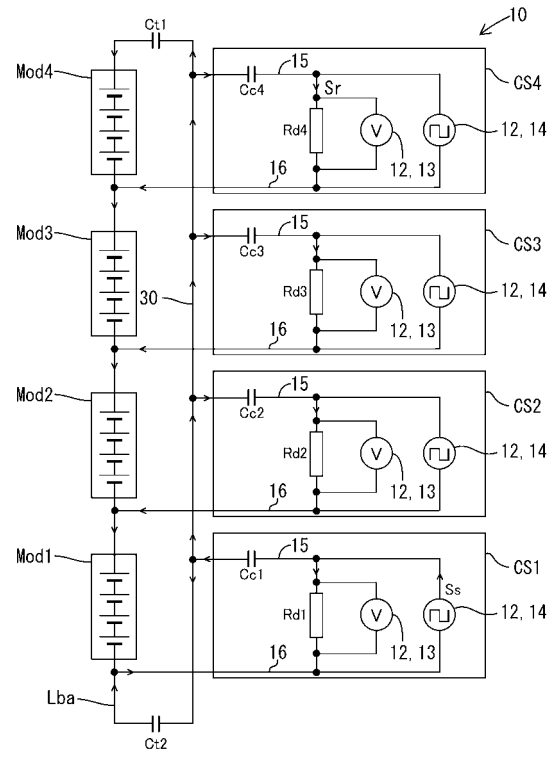 10
Ct1
Mod4
15
CS4
Cc4
Sr
Rd4
V
12, 14
12, 13
16
Mod3
15
CS3
Cc3
30
Rd3
V
12, 14
12, 13
16
Mod2
15
CS2
Cc2
Rd2
V
12, 14
12, 13
16
Mod1
15
CS1
Cc1
Ss
Rd1
V
12, 14
12, 13
16
Lba
Ct2